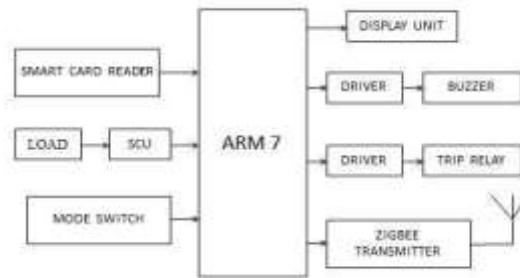 DISPLAY UNIT
SMART CARD READER
DRIVER
BUZZER
LOAD
SCU
ARM 7
DRIVER
TRIP RELAY
MODE SWITCH
ZIGBEE
TRANSMITTER